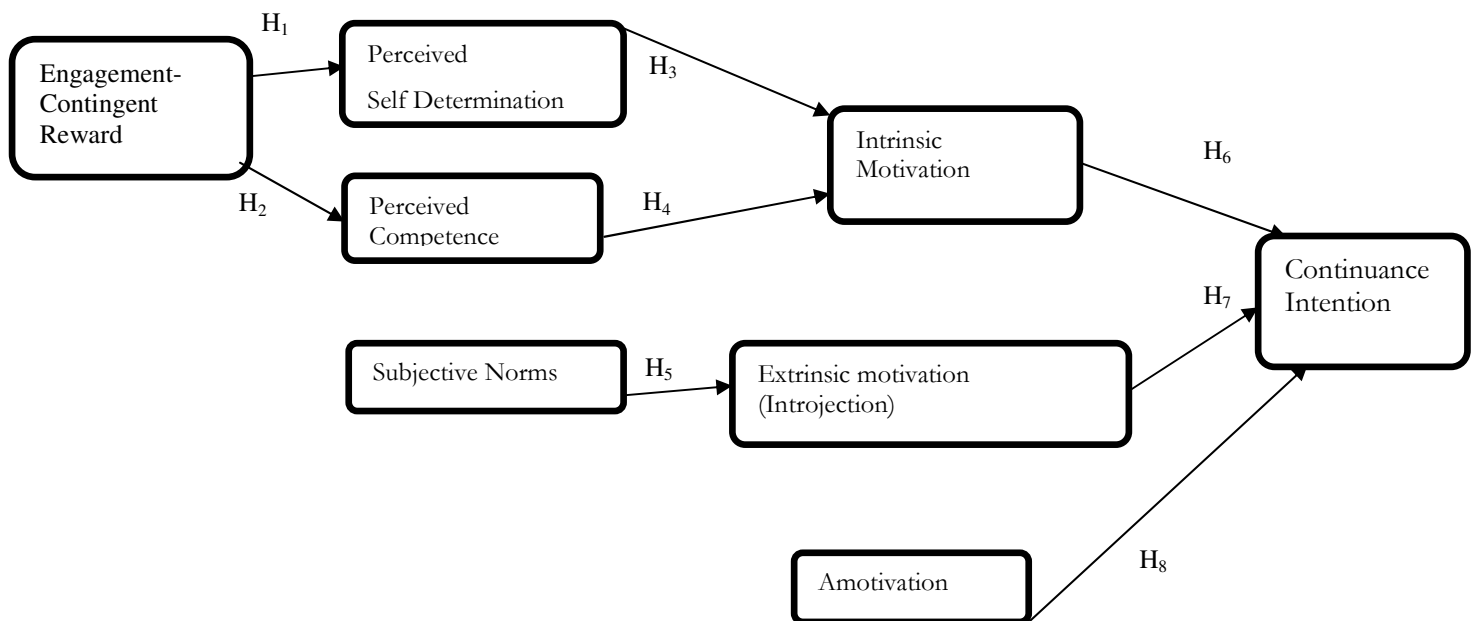 H₁
Engagement-
Contingent
Reward
Perceived
Self Determination
H₃
Intrinsic
Motivation
H₆
H₂
Perceived
Competence
H₄
Continuance
Intention
H₇
Subjective Norms
H₅
Extrinsic motivation
(Introjection)
Amotivation
H₈